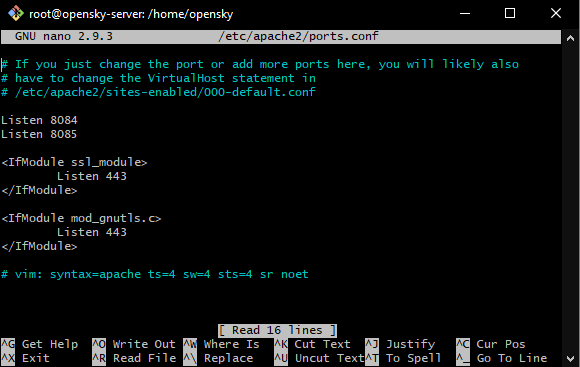 root@opensky-server: /home/opensky
GNU nano 2.9.3 /etc/apache2/ports.conf
# If you just change the port or add more ports here, you will likely also
# have to change the VirtualHost statement in
# /etc/apache2/sites-enabled/000-default.conf
Listen 8084
Listen 8085
<IfModule ssl_module>
Listen 443
</IfModule>
<IfModule mod_gnutls.c>
Listen 443
</IfModule>
# vim: syntax=apache ts=4 sw=4 sts=4 sr noet
[ Read 16 lines ]
^G Get Help ^O Write Out ^W Where Is ^K Cut Text ^J Justify ^C Cur Pos
^X Exit ^R Read File ^\ Replace ^U Uncut Text ^T To Spell ^_ Go To Line